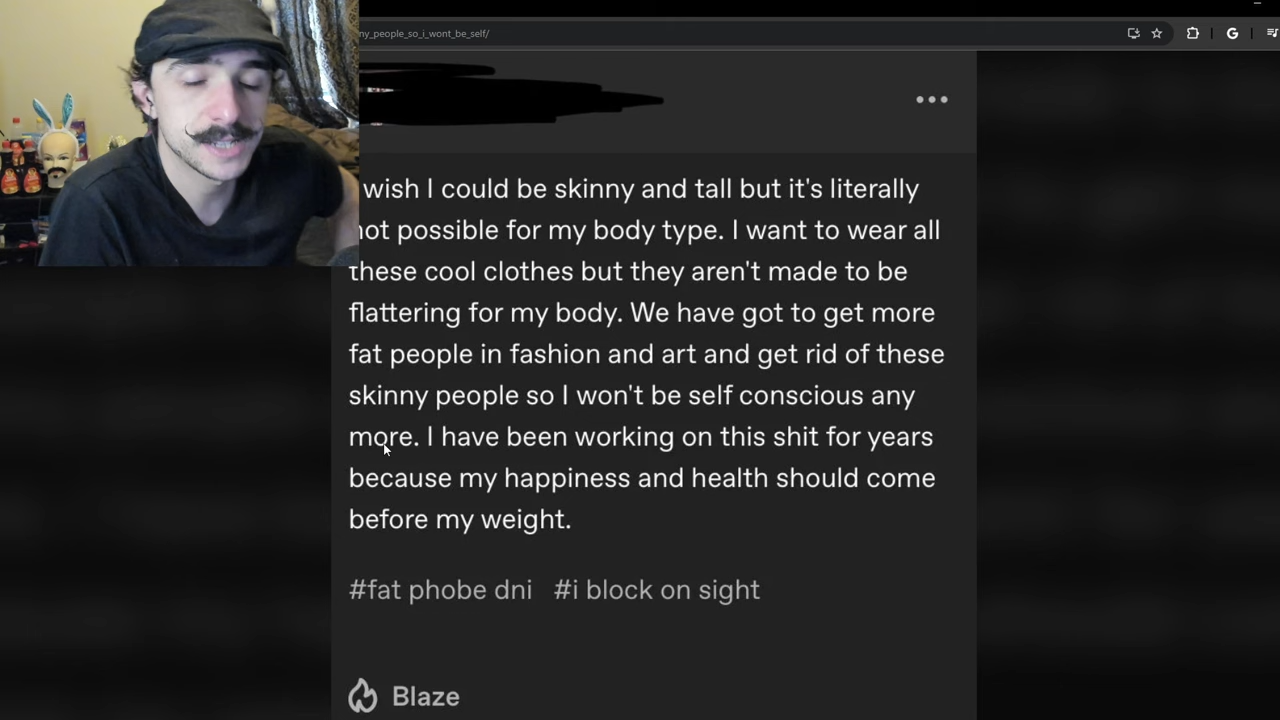 ny_people_so_i_wont_be_self/
wish I could be skinny and tall but it's literally
not possible for my body type. I want to wear all
these cool clothes but they aren't made to be
flattering for my body. We have got to get more
fat people in fashion and art and get rid of these
skinny people so I won't be self conscious any
more. I have been working on this shit for years
because my happiness and health should come
before my weight.
#fat phobe dni #i block on sight
Blaze